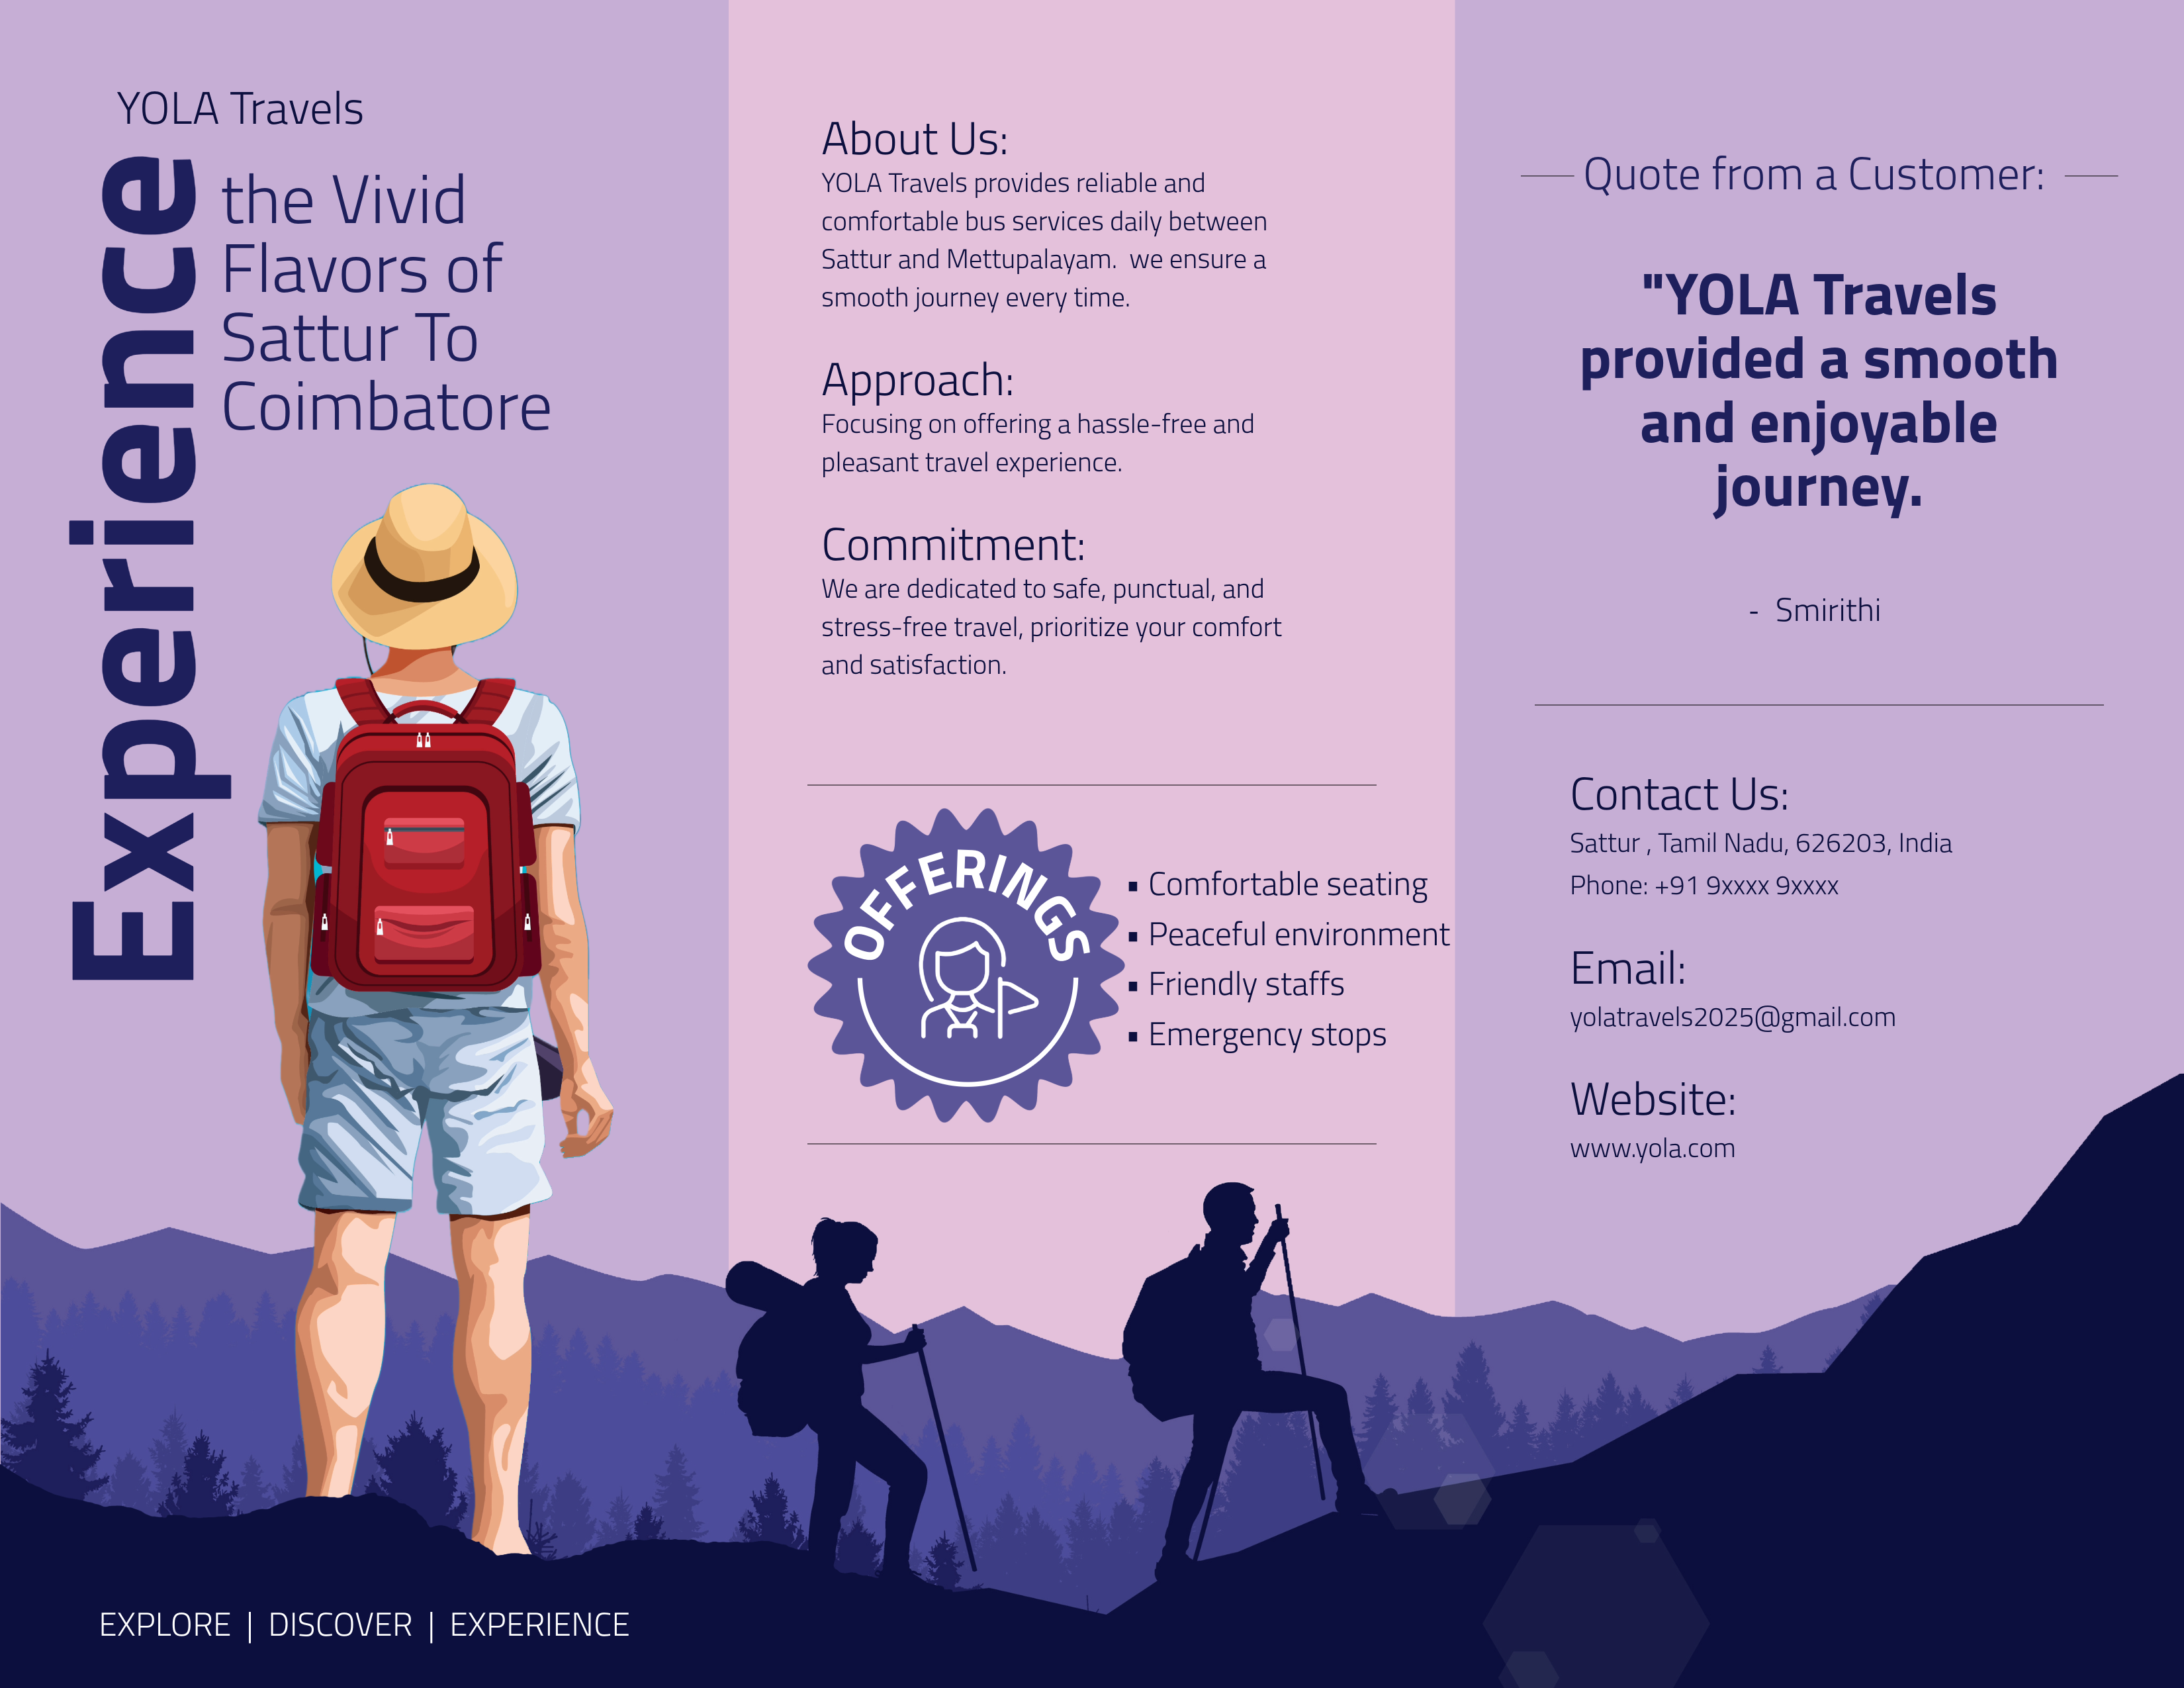 YOLA Travels
Experience
the Vivid
Flavors of
Sattur To
Coimbatore
EXPLORE | DISCOVER | EXPERIENCE
About Us:
YOLA Travels provides reliable and
comfortable bus services daily between
Sattur and Mettupalayam.  we ensure a
smooth journey every time.
Approach:
Focusing on offering a hassle-free and
pleasant travel experience.
Commitment:
We are dedicated to safe, punctual, and
stress-free travel, prioritize your comfort
and satisfaction.
OFFERINGS
▪ Comfortable seating
▪ Peaceful environment
▪ Friendly staffs
▪ Emergency stops
Quote from a Customer:
"YOLA Travels
provided a smooth
and enjoyable
journey.
- Smirithi
Contact Us:
Sattur , Tamil Nadu, 626203, India
Phone: +91 9xxxx 9xxxx
Email:
yolatravels2025@gmail.com
Website:
www.yola.com